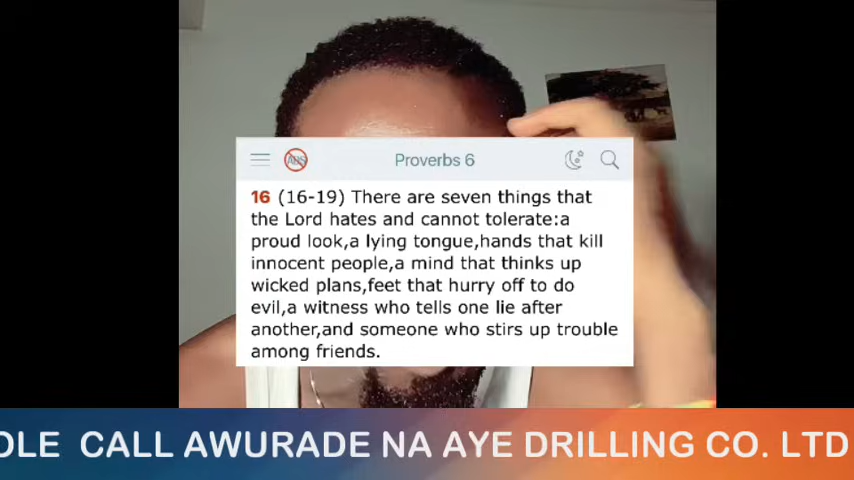 Proverbs 6
16 (16-19) There are seven things that
the Lord hates and cannot tolerate:a
proud look,a lying tongue,hands that kill
innocent people,a mind that thinks up
wicked plans,feet that hurry off to do
evil,a witness who tells one lie after
another,and someone who stirs up trouble
among friends.
OLE CALL AWURADE NA AYE DRILLING CO. LTD